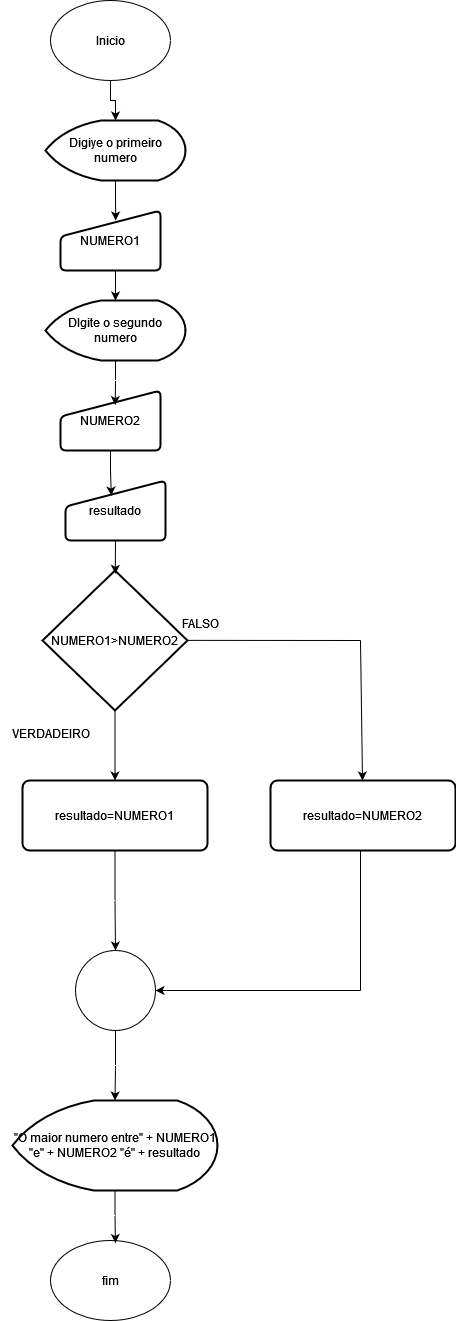 Inicio
Digiye o primeiro
numero
NUMERO1
DIgite o segundo
numero
NUMERO2
resultado
NUMERO1>NUMERO2
FALSO
VERDADEIRO
resultado=NUMERO1
resultado=NUMERO2
"O maior numero entre" + NUMERO1
"e" + NUMERO2 "é" + resultado
fim